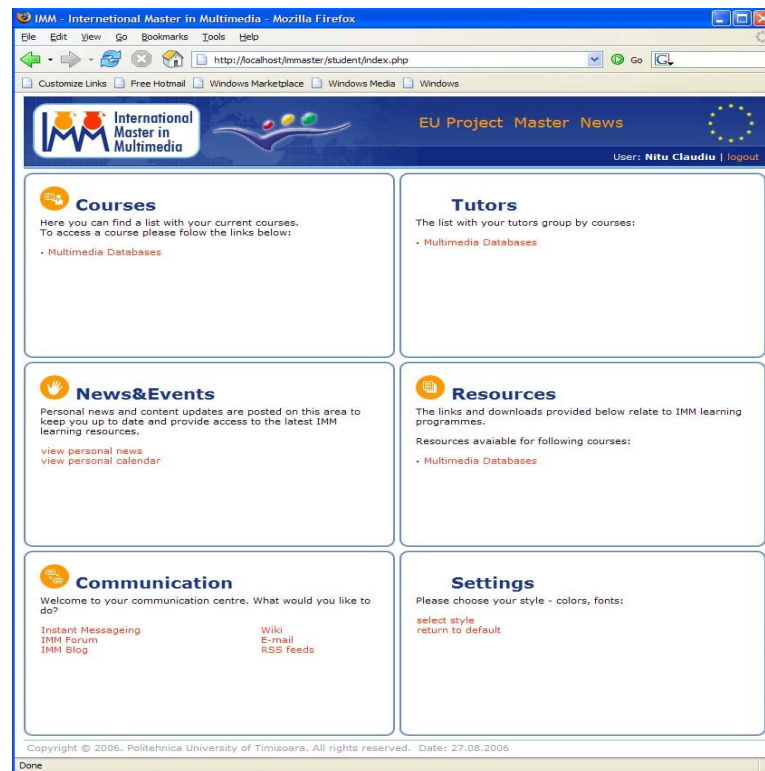 IMM - Internetional Master in Multimedia - Mozilla Firefox
File Edit View Go Bookmarks Tools Help
http://localhost/immaster/student/index.php Go G
Customize Links Free Hotmail Windows Marketplace Windows Media Windows
IMM
International
Master in
Multimedia
EU Project Master News
User: Nitu Claudiu | logout
Courses
Here you can find a list with your current courses.
To access a course please folow the links below:
- Multimedia Databases
Tutors
The list with your tutors group by courses:
- Multimedia Databases
News&Events
Personal news and content updates are posted on this area to
keep you up to date and provide access to the latest IMM
learning resources.
view personal news
view personal calendar
Resources
The links and downloads provided below relate to IMM learning
programmes.
Resources avaiable for following courses:
- Multimedia Databases
Communication
Welcome to your communication centre. What would you like to
do?
Instant Messageing Wiki
IMM Forum E-mail
IMM Blog RSS feeds
Settings
Please choose your style - colors, fonts:
select style
return to default
Copyright © 2006. Politehnica University of Timisoara. All rights reserved. Date: 27.08.2006
Done